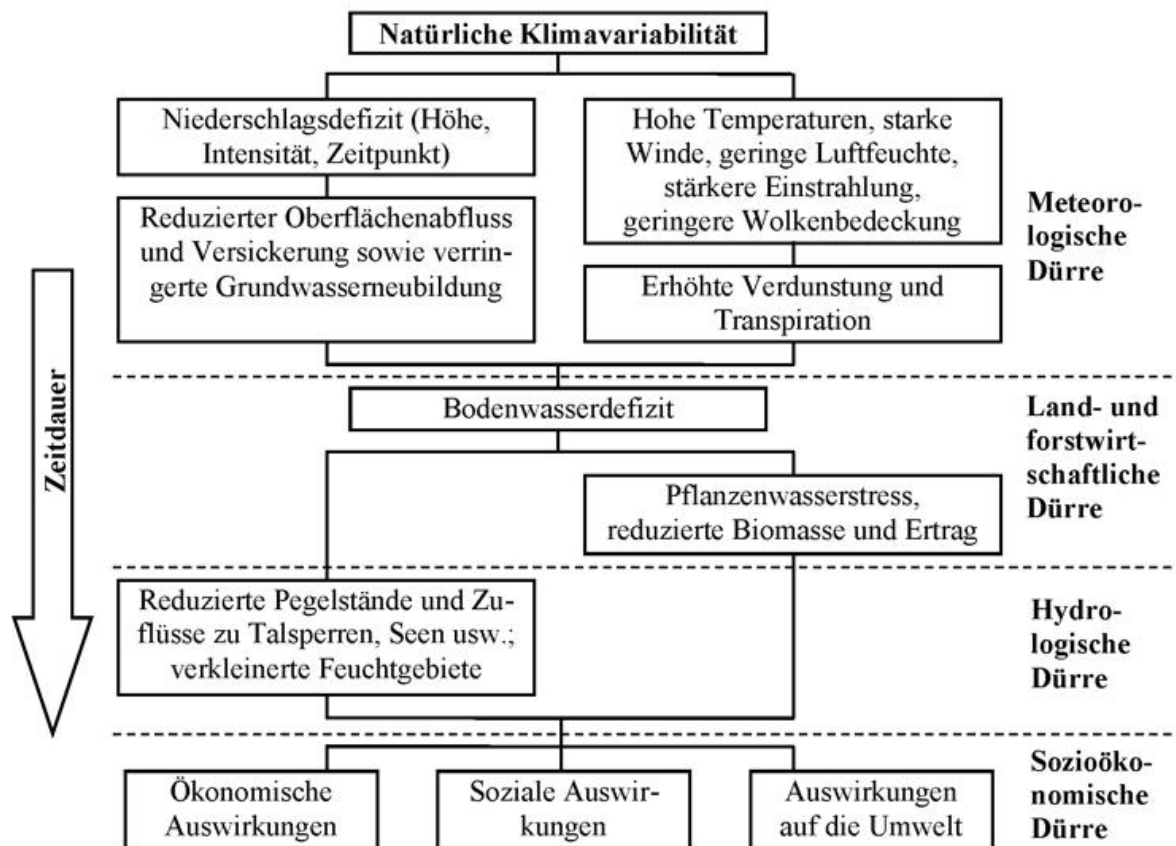 Natürliche Klimavariabilität
Niederschlagsdefizit (Höhe,
Intensität, Zeitpunkt)
Hohe Temperaturen, starke
Winde, geringe Luftfeuchte,
stärkere Einstrahlung,
geringere Wolkenbedeckung
Reduzierter Oberflächenabfluss
und Versickerung sowie verrin-
gerte Grundwasserneubildung
Erhöhte Verdunstung und
Transpiration
Meteoro-
logische
Dürre
Zeitdauer
Bodenwasserdefizit
Pflanzenwasserstress,
reduzierte Biomasse und Ertrag
Land- und
forstwirt-
schaftliche
Dürre
Reduzierte Pegelstände und Zu-
flüsse zu Talsperren, Seen usw.;
verkleinerte Feuchtgebiete
Hydro-
logische
Dürre
Ökonomische
Auswirkungen
Soziale Auswir-
kungen
Auswirkungen
auf die Umwelt
Sozioöko-
nomische
Dürre